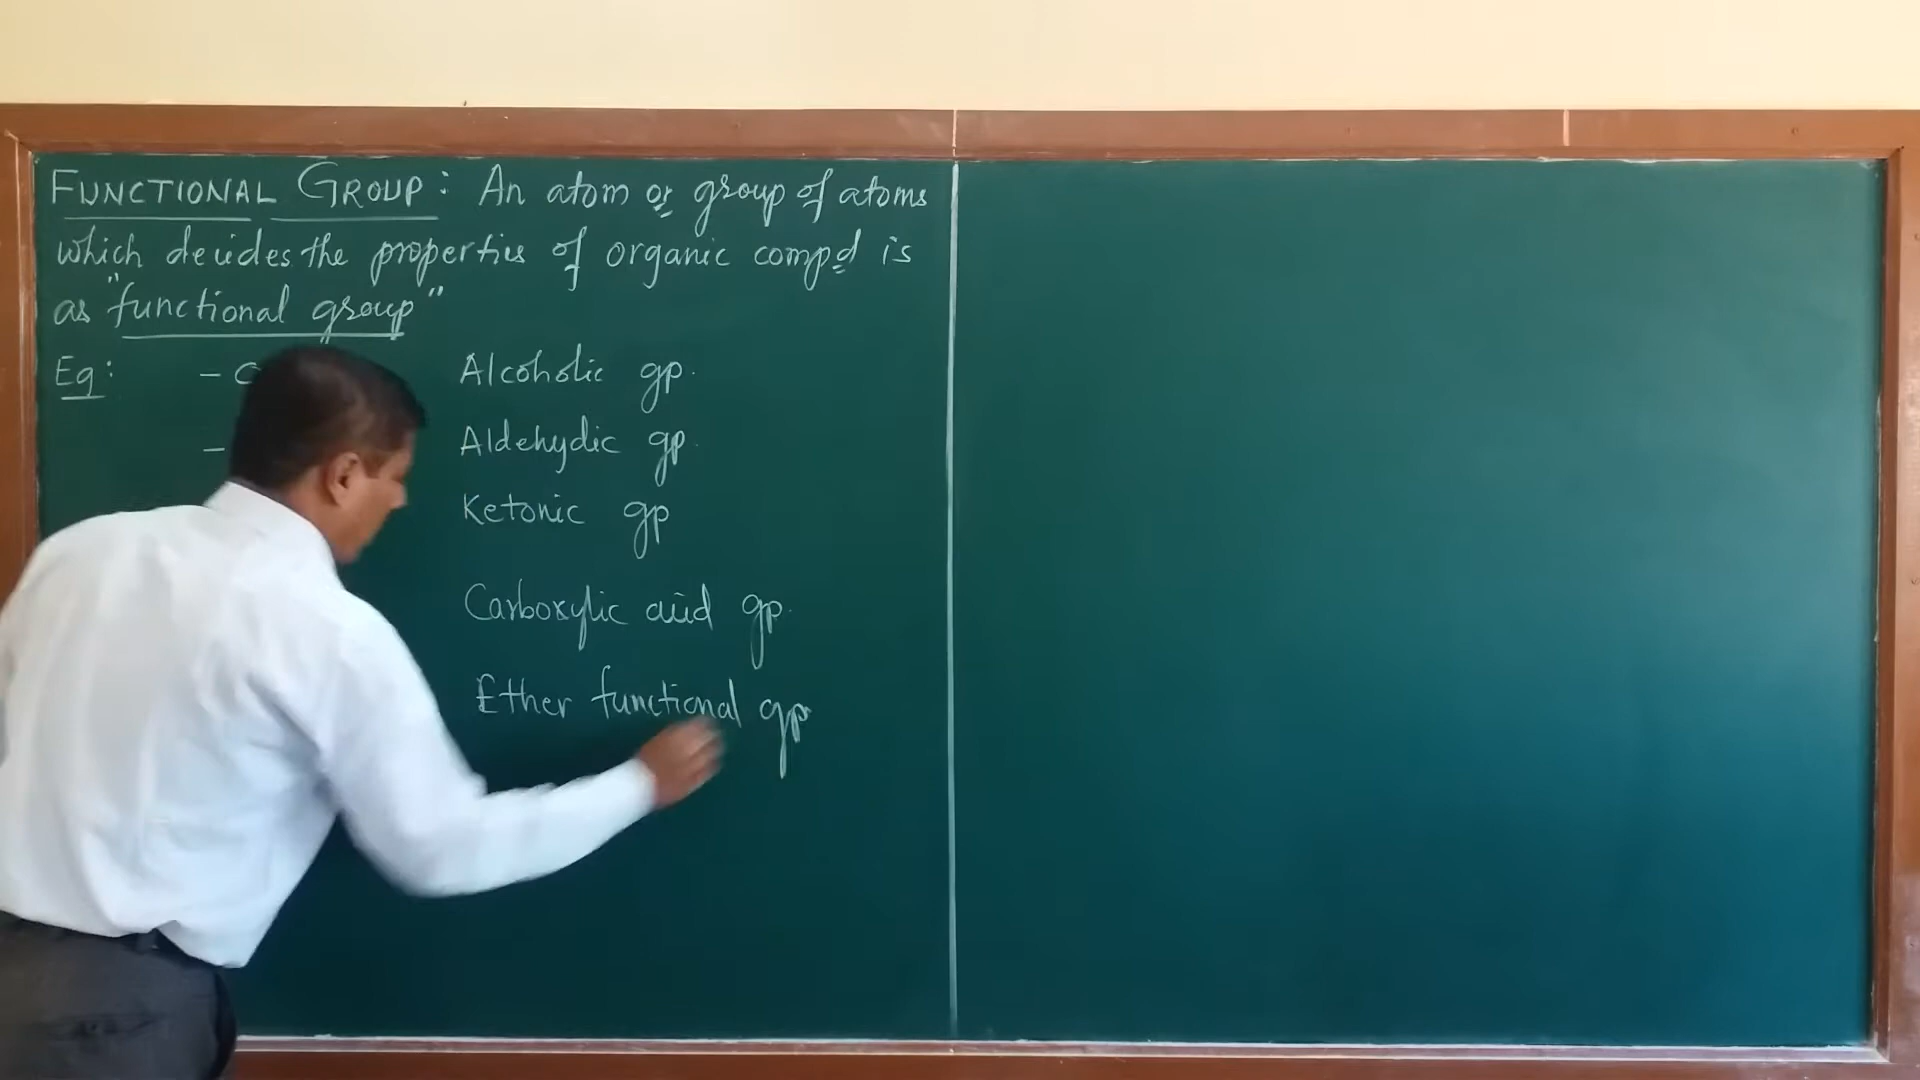 FUNCTIONAL GROUP: An atom or group of atoms
which decides the properties of organic compd is
as "functional group"
Eg: - Alcoholic gp.
- Aldehydic gp.
Ketonic gp
Carboxylic acid gp.
Ether functional gp